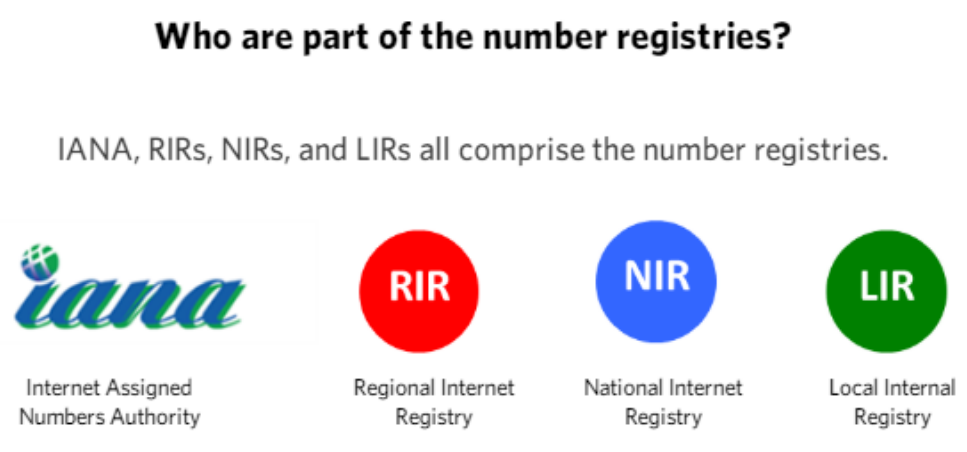 Who are part of the number registries?
IANA, RIRs, NIRs, and LIRs all comprise the number registries.
iana
RIR
NIR
LIR
Internet Assigned
Numbers Authority
Regional Internet
Registry
National Internet
Registry
Local Internal
Registry